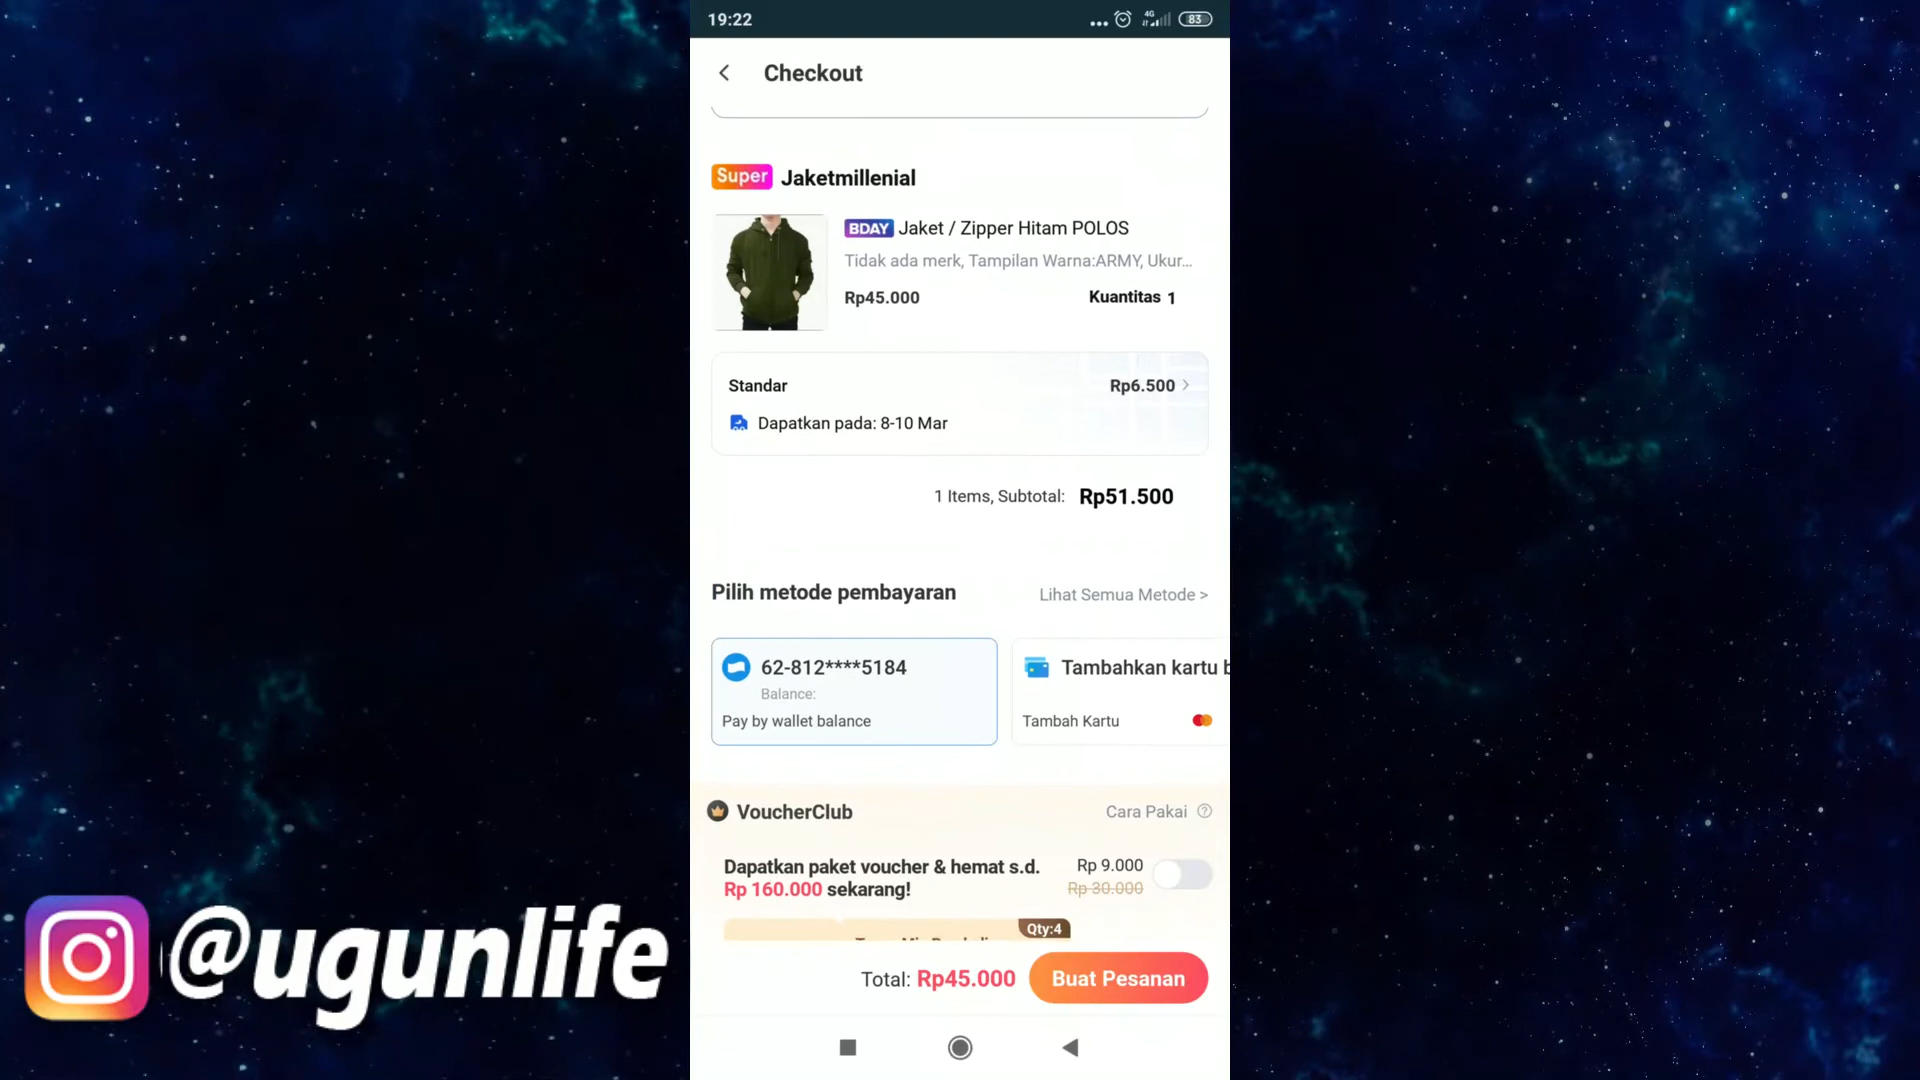 19:22
4G
83
Checkout
Super Jaketmillenial
BDAY Jaket / Zipper Hitam POLOS
Tidak ada merk, Tampilan Warna:ARMY, Ukur...
Rp45.000
Kuantitas 1
Standar
Rp6.500 >
Dapatkan pada: 8-10 Mar
1 Items, Subtotal: Rp51.500
Pilih metode pembayaran
Lihat Semua Metode >
62-812****5184
Balance:
Pay by wallet balance
Tambahkan kartu b
Tambah Kartu
VoucherClub
Cara Pakai ?
Dapatkan paket voucher & hemat s.d.
Rp 160.000 sekarang!
Rp 9.000
Rp 30.000
Qty:4
Total: Rp45.000
Buat Pesanan
@ugunlife